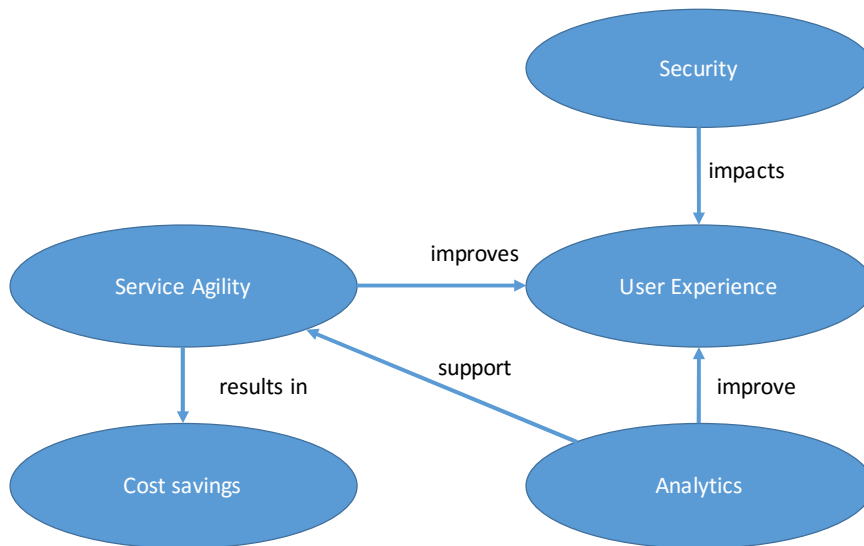 Security
impacts
improves
Service Agility
User Experience
support
results in
improve
Cost savings
Analytics